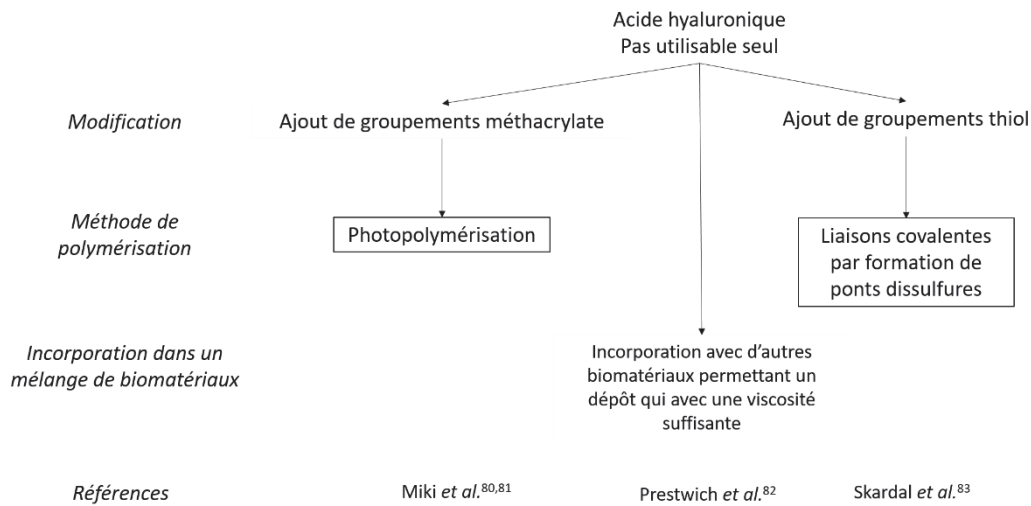 Acide hyaluronique
Pas utilisable seul
Modification
Ajout de groupements méthacrylate
Ajout de groupements thiol
Méthode de
polymérisation
Photopolymérisation
Liaisons covalentes
par formation de
ponts dissulfures
Incorporation dans un
mélange de biomatériaux
Incorporation avec d'autres
biomatériaux permettant un
dépôt qui avec une viscosité
suffisante
Références
Miki et al.80,81
Prestwich et al.82
Skardal et al.83